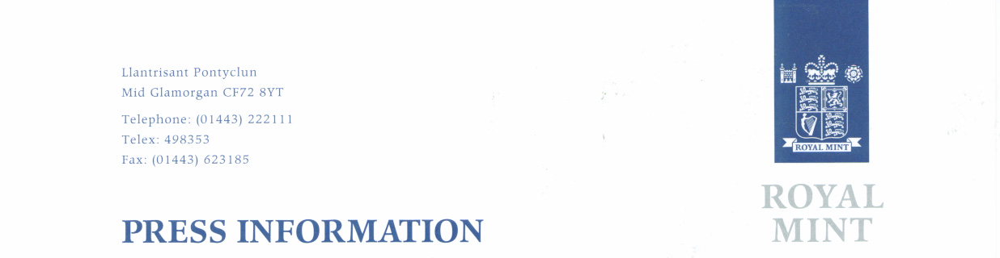 Llantrisant Pontyclun
Mid Glamorgan CF72 8YT
Telephone: (01443) 222111
Telex: 498353
Fax: (01443) 623185
PRESS INFORMATION
ROYAL MINT
ROYAL
MINT